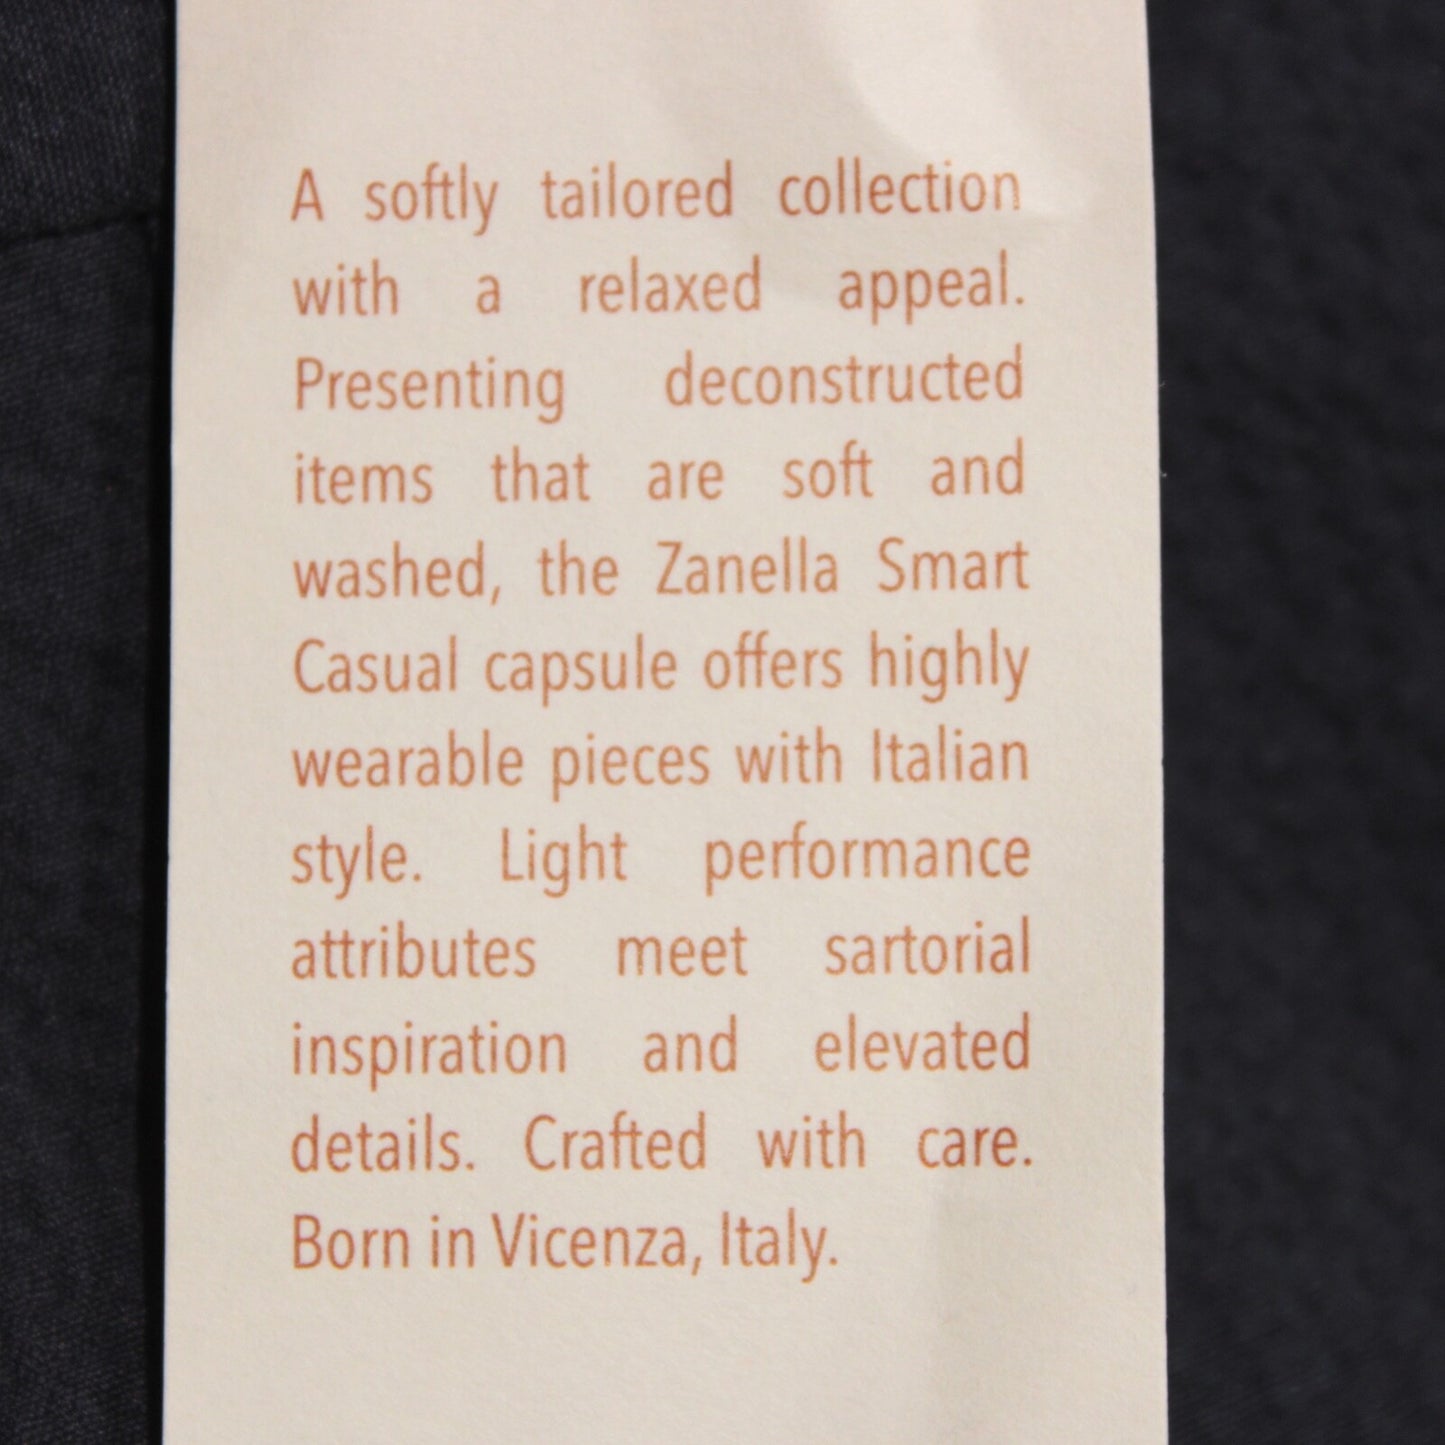 A softly tailored collection
with a relaxed appeal.
Presenting deconstructed
items that are soft and
washed, the Zanella Smart
Casual capsule offers highly
wearable pieces with Italian
style. Light performance
attributes meet sartorial
inspiration and elevated
details. Crafted with care.
Born in Vicenza, Italy.